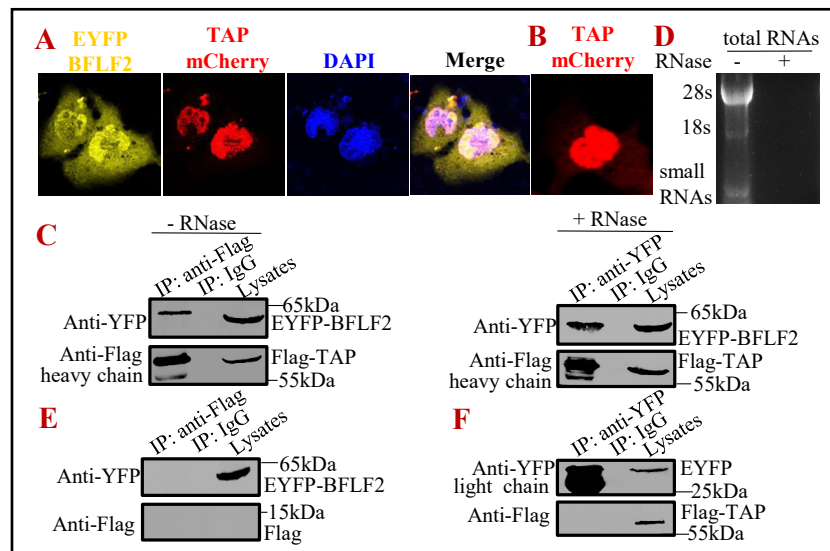 A EYFP BFLF2
TAP mCherry
DAPI
Merge
B TAP mCherry
D total RNAs
RNase - +
28s
18s
small RNAs
C - RNase
IP: anti-Flag IP: IgG Lysates
Anti-YFP 65kDa EYFP-BFLF2
Anti-Flag heavy chain Flag-TAP 55kDa
+ RNase
IP: anti-YFP IP: IgG Lysates
Anti-YFP 65kDa EYFP-BFLF2
Anti-Flag heavy chain Flag-TAP 55kDa
E IP: anti-Flag IP: IgG Lysates
Anti-YFP 65kDa EYFP-BFLF2
Anti-Flag 15kDa Flag
F IP: anti-YFP IP: IgG Lysates
Anti-YFP light chain EYFP 25kDa
Anti-Flag Flag-TAP 55kDa